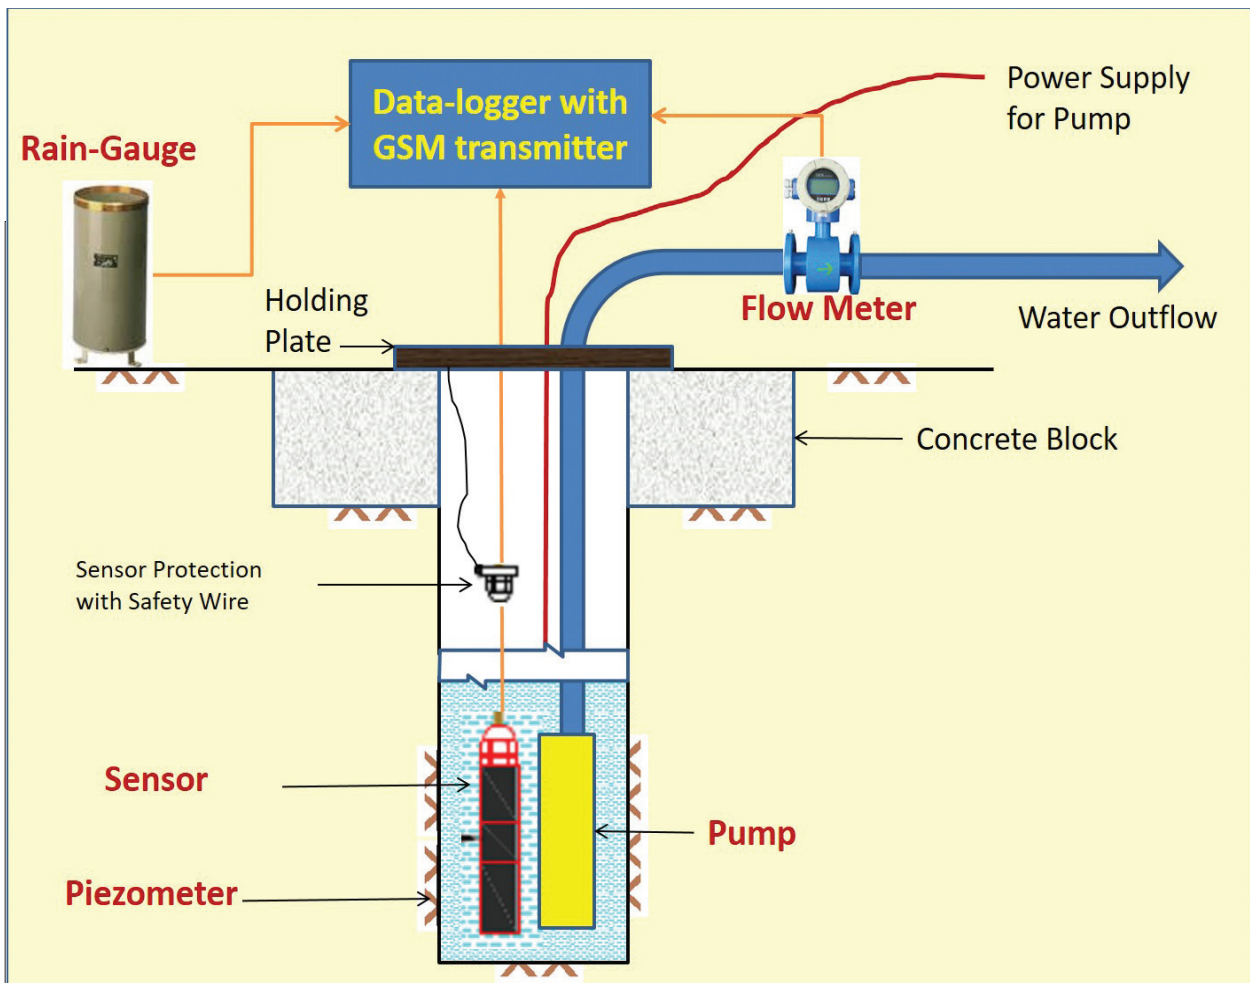 Data-logger with
GSM transmitter
Power Supply
for Pump
Rain-Gauge
Holding
Plate
Flow Meter
Water Outflow
Concrete Block
Sensor Protection
with Safety Wire
Sensor
Pump
Piezometer